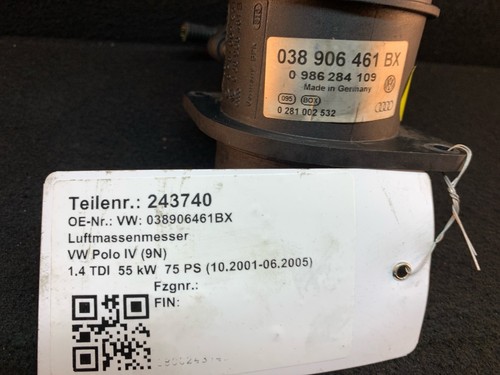 038 906 461 BX
0 986 284 109
Made in Germany
095 BOX
0 281 002 532
Teilenr.: 243740
OE-Nr.: VW: 038906461BX
Luftmassenmesser
VW Polo IV (9N)
1.4 TDI 55 kW 75 PS (10.2001-06.2005)
Fzgnr.:
FIN: